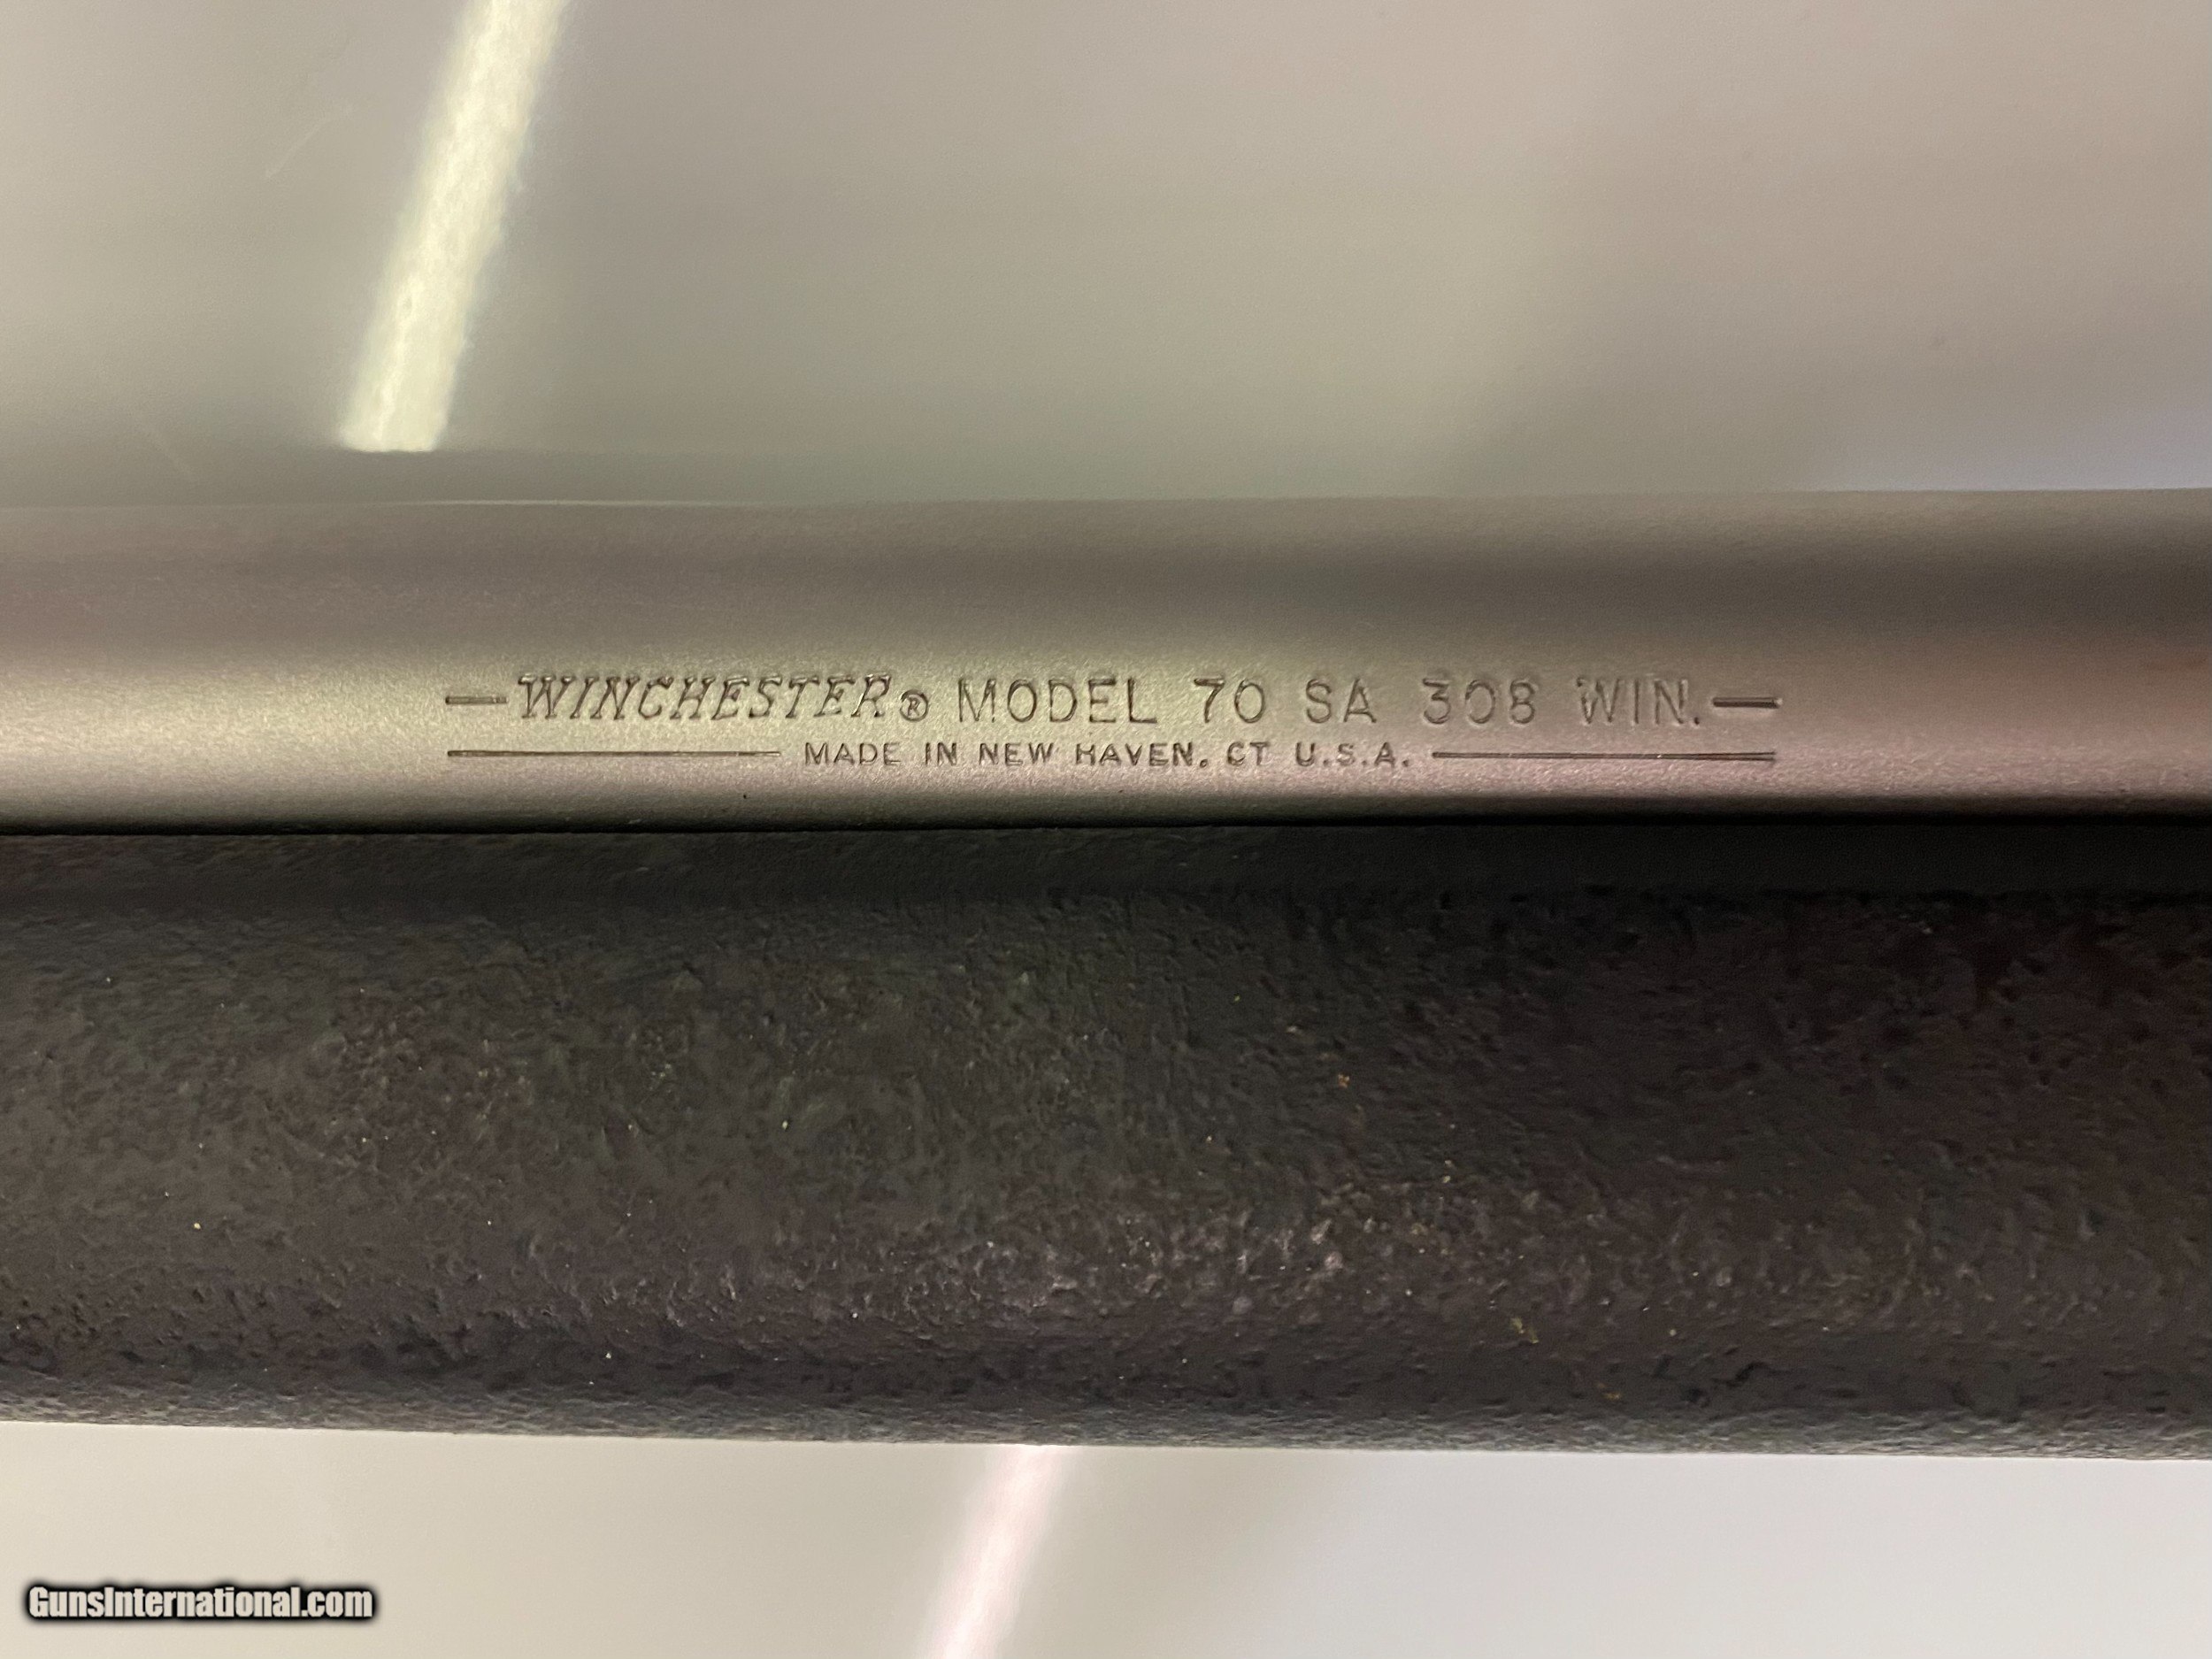 —WINCHESTER® MODEL 70 SA 308 WIN.—
MADE IN NEW HAVEN, CT U.S.A.
GunsInternational.com